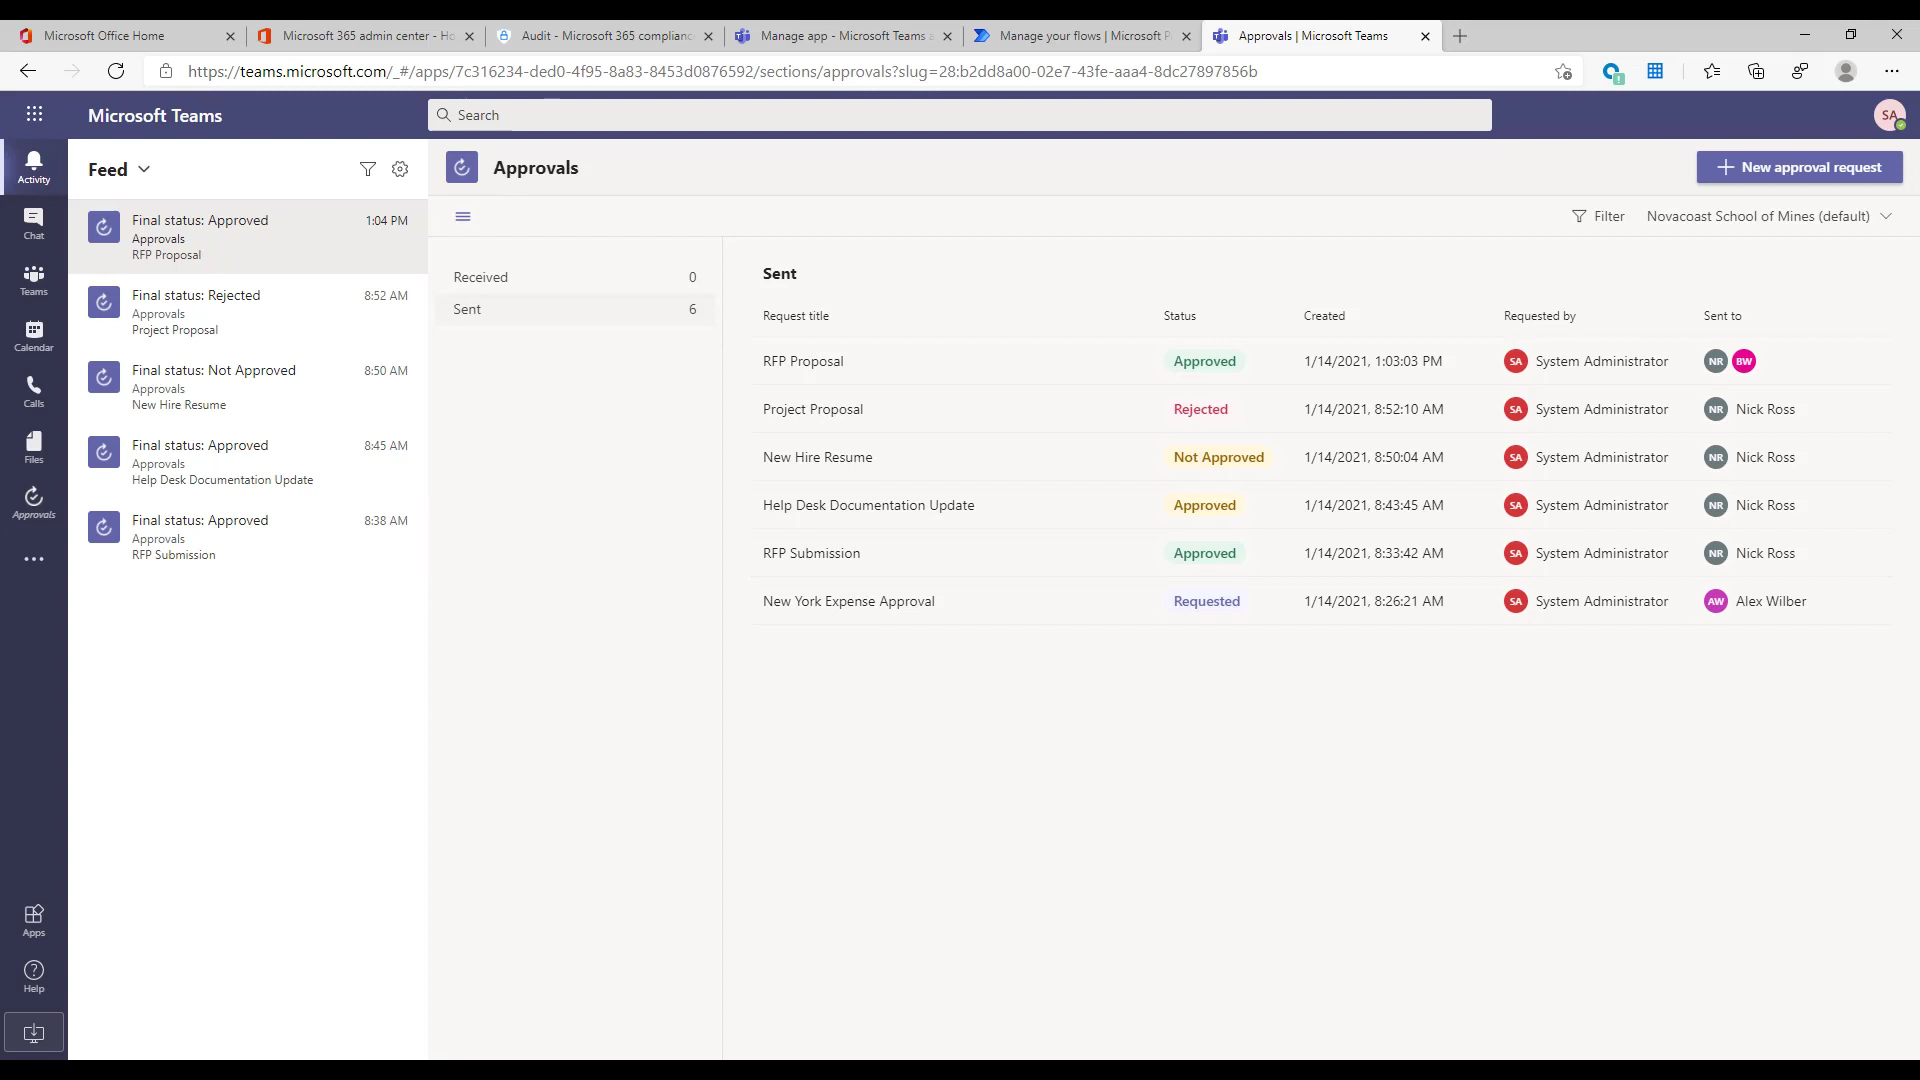 Microsoft Office Home
Microsoft 365 admin center - Ho
Audit - Microsoft 365 complianc
Manage app - Microsoft Teams a
Manage your flows | Microsoft P
Approvals | Microsoft Teams
https://teams.microsoft.com/_#/apps/7c316234-ded0-4f95-8a83-8453d0876592/sections/approvals?slug=28:b2dd8a00-02e7-43fe-aaa4-8dc27897856b
Microsoft Teams
Search
SA
Activity
Chat
Teams
Calendar
Calls
Files
Approvals
Apps
Help
Feed
Final status: Approved 1:04 PM
Approvals
RFP Proposal
Final status: Rejected 8:52 AM
Approvals
Project Proposal
Final status: Not Approved 8:50 AM
Approvals
New Hire Resume
Final status: Approved 8:45 AM
Approvals
Help Desk Documentation Update
Final status: Approved 8:38 AM
Approvals
RFP Submission
Approvals
New approval request
Filter
Novacoast School of Mines (default)
Received 0
Sent 6
Sent
Request title Status Created Requested by Sent to
RFP Proposal Approved 1/14/2021, 1:03:03 PM SA System Administrator NR BW
Project Proposal Rejected 1/14/2021, 8:52:10 AM SA System Administrator NR Nick Ross
New Hire Resume Not Approved 1/14/2021, 8:50:04 AM SA System Administrator NR Nick Ross
Help Desk Documentation Update Approved 1/14/2021, 8:43:45 AM SA System Administrator NR Nick Ross
RFP Submission Approved 1/14/2021, 8:33:42 AM SA System Administrator NR Nick Ross
New York Expense Approval Requested 1/14/2021, 8:26:21 AM SA System Administrator AW Alex Wilber